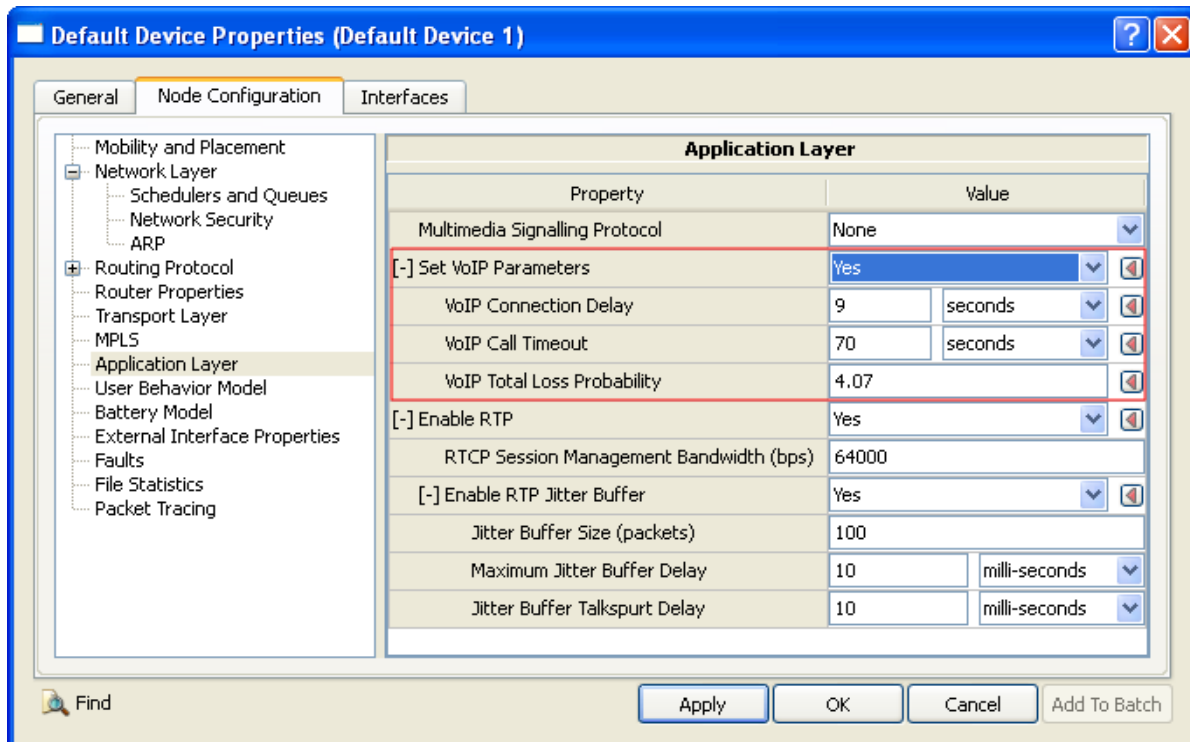 Default Device Properties (Default Device 1)
General
Node Configuration
Interfaces
Mobility and Placement
Network Layer
Schedulers and Queues
Network Security
ARP
Routing Protocol
Router Properties
Transport Layer
MPLS
Application Layer
User Behavior Model
Battery Model
External Interface Properties
Faults
File Statistics
Packet Tracing
Application Layer
Property Value
Multimedia Signalling Protocol None
[-] Set VoIP Parameters Yes
VoIP Connection Delay 9 seconds
VoIP Call Timeout 70 seconds
VoIP Total Loss Probability 4.07
[-] Enable RTP Yes
RTCP Session Management Bandwidth (bps) 64000
[-] Enable RTP Jitter Buffer Yes
Jitter Buffer Size (packets) 100
Maximum Jitter Buffer Delay 10 milli-seconds
Jitter Buffer Talkspurt Delay 10 milli-seconds
Find
Apply
OK
Cancel
Add To Batch